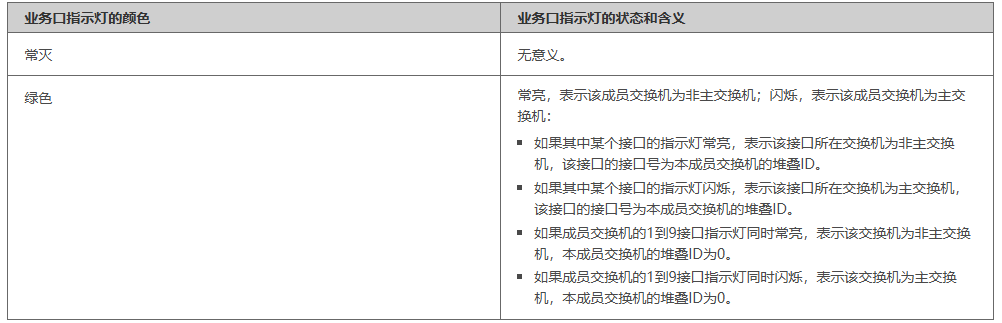 业务口指示灯的颜色
业务口指示灯的状态和含义
常灭
无意义。
绿色
常亮，表示该成员交换机为非主交换机；闪烁，表示该成员交换机为主交
换机：
▪ 如果其中某个接口的指示灯常亮，表示该接口所在交换机为非主交换
机，该接口的接口号为本成员交换机的堆叠ID。
▪ 如果其中某个接口的指示灯闪烁，表示该接口所在交换机为主交换机，
该接口的接口号为本成员交换机的堆叠ID。
▪ 如果成员交换机的1到9接口指示灯同时常亮，表示该交换机为非主交换
机，本成员交换机的堆叠ID为0。
▪ 如果成员交换机的1到9接口指示灯同时闪烁，表示该交换机为主交换
机，本成员交换机的堆叠ID为0。